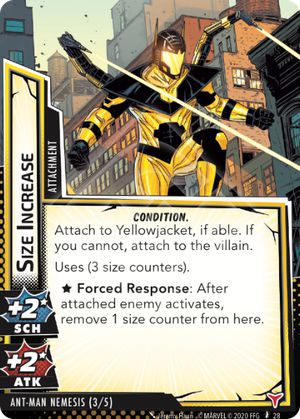 SIZE INCREASE
ATTACHMENT
CONDITION.
Attach to Yellowjacket, if able. If
you cannot, attach to the villain.
Uses (3 size counters).
★ Forced Response: After
attached enemy activates,
remove 1 size counter from here.
+2★
SCH
+2★
ATK
ANT-MAN NEMESIS (3/5)
© MARVEL © 2020 FFG
28